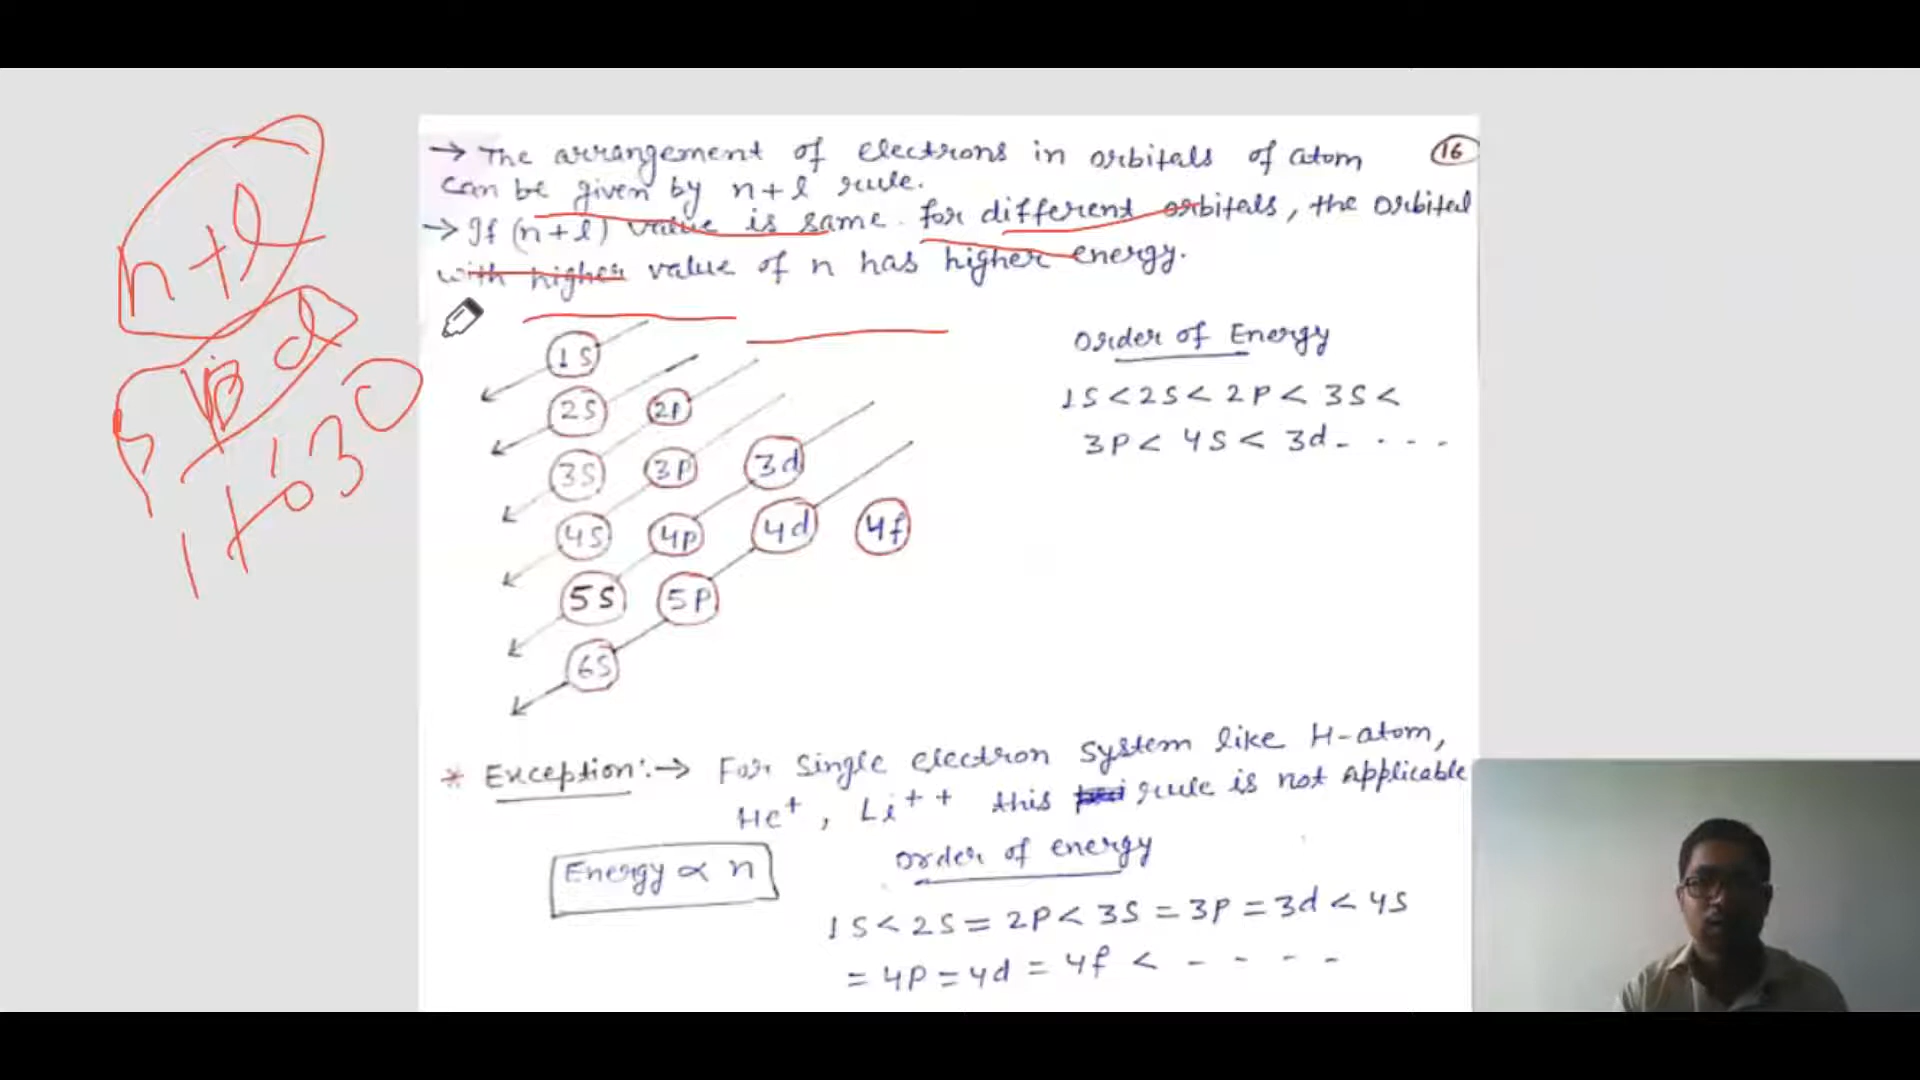 → The arrangement of electrons in orbitals of atom
can be given by n+l rule.
→ If (n+l) value is same for different orbitals, the orbital
with higher value of n has higher energy.
16
n+l
1s
2s 2p
3s 3p 3d
4s 4p 4d 4f
5s 5p
6s
Order of Energy
1s < 2s < 2p < 3s <
3p < 4s < 3d - - - -
* Exception :→ For single electron system like H-atom,
He+, Li++ this rule is not applicable
Energy ∝ n
Order of energy
1s < 2s = 2p < 3s = 3p = 3d < 4s
= 4p = 4d = 4f < - - - -